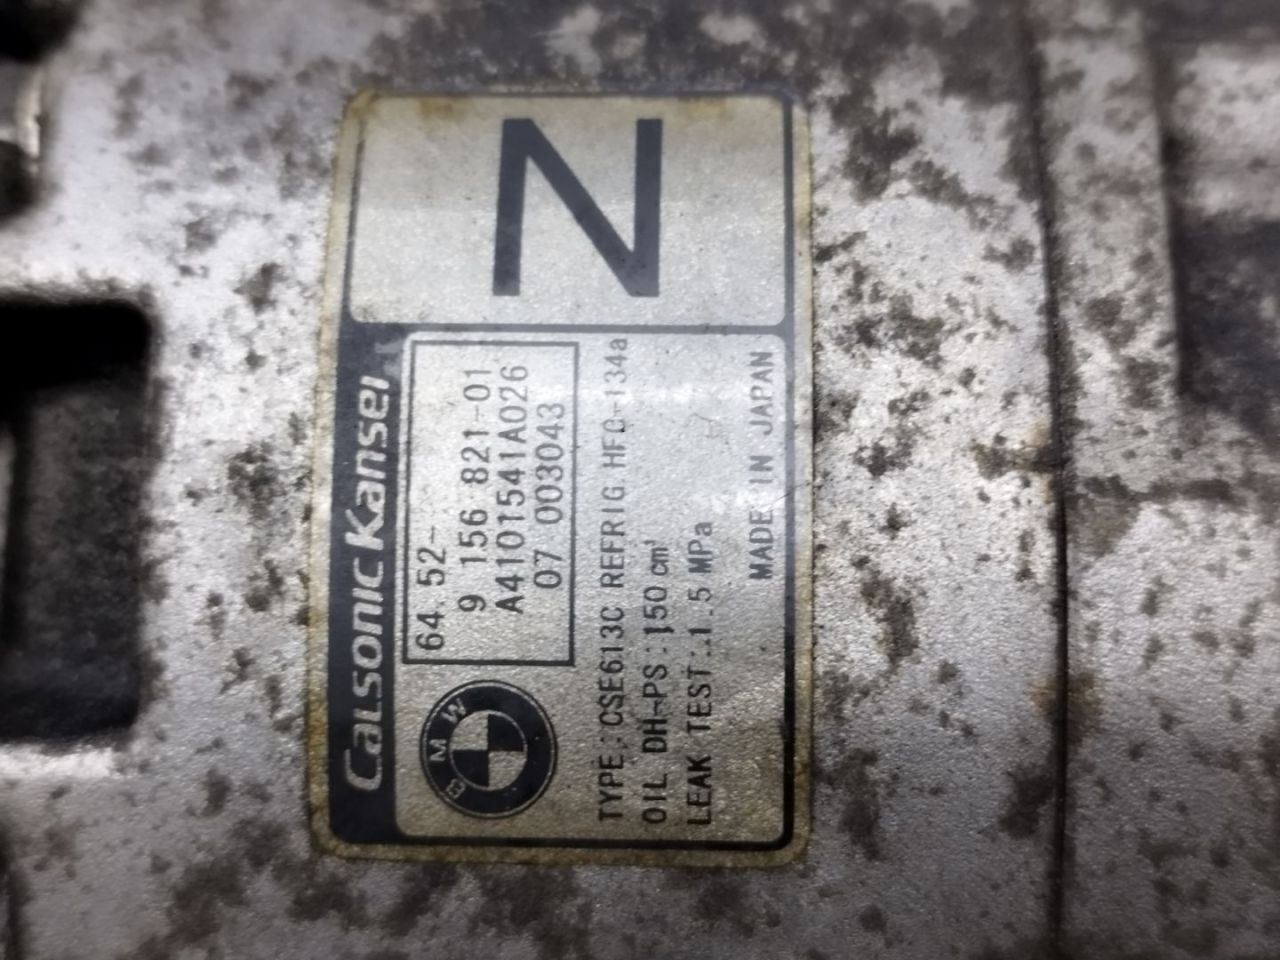 N
Calsonic Kansei
BMW
64.52-
9 156 821-01
A4101541A026
07 003043
TYPE:CSE613C REFRIG HFC-134a
OIL DH-PS:150 cm³
LEAK TEST:1.5 MPa
MADE IN JAPAN